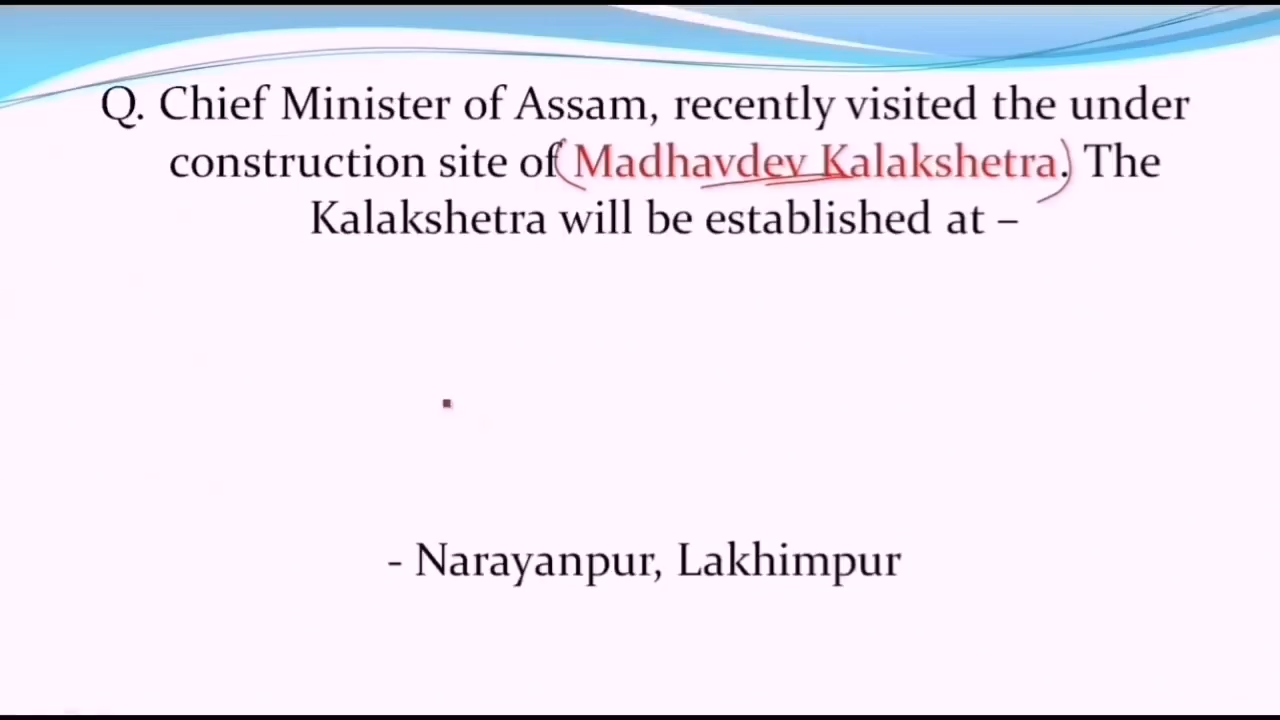 Q. Chief Minister of Assam, recently visited the under
construction site of Madhavdev Kalakshetra. The
Kalakshetra will be established at –
- Narayanpur, Lakhimpur